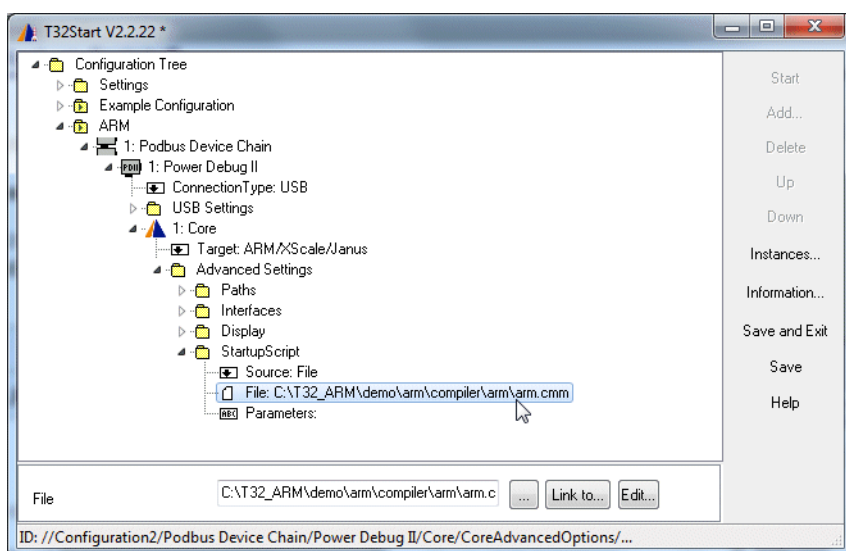 T32Start V2.2.22 *
Configuration Tree
Settings
Example Configuration
ARM
1: Podbus Device Chain
PDII 1: Power Debug II
ConnectionType: USB
USB Settings
1: Core
Target: ARM/XScale/Janus
Advanced Settings
Paths
Interfaces
Display
StartupScript
Source: File
File: C:\T32_ARM\demo\arm\compiler\arm\arm.cmm
ABC Parameters:
Start
Add...
Delete
Up
Down
Instances...
Information...
Save and Exit
Save
Help
File C:\T32_ARM\demo\arm\compiler\arm\arm.c ... Link to... Edit...
ID: //Configuration2/Podbus Device Chain/Power Debug II/Core/CoreAdvancedOptions/...